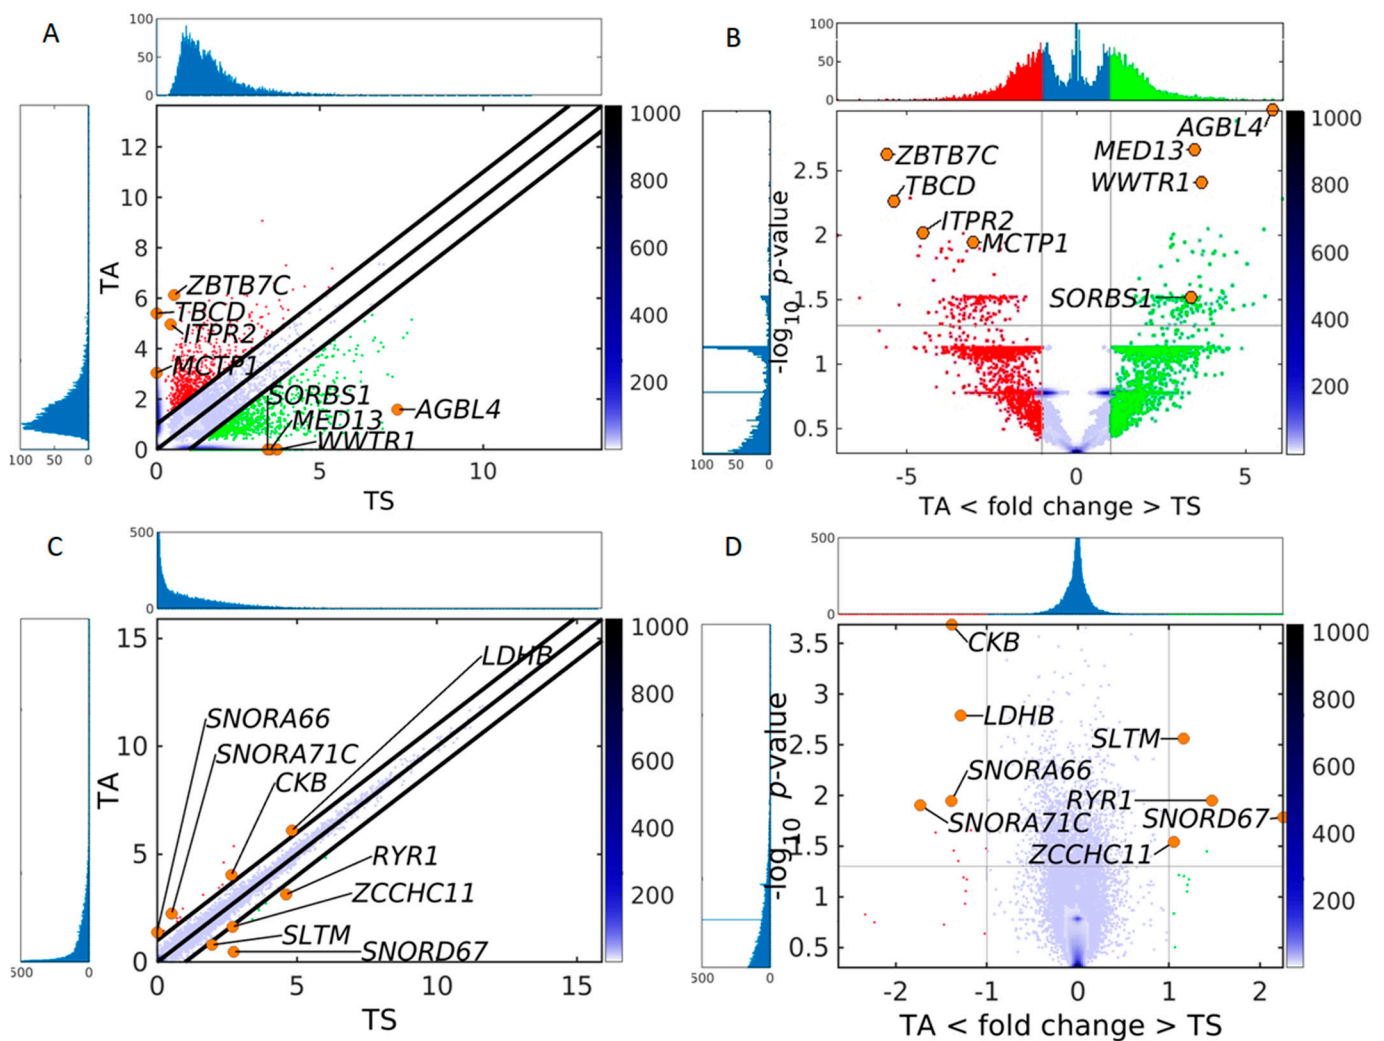 A
100
50
0
100 50 0
12
10
8
6
4
2
0
TA
0 5 10
TS
1000
800
600
400
200
ZBTB7C
TBCD
ITPR2
MCTP1
SORBS1
MED13
WWTR1
AGBL4
B
100
50
0
100 50 0
2.5
2
1.5
1
0.5
-log10 p-value
-5 0 5
TA < fold change > TS
1000
800
600
400
200
AGBL4
ZBTB7C
MED13
TBCD
WWTR1
ITPR2
MCTP1
SORBS1
C
500
0
500 0
15
10
5
0
TA
0 5 10 15
TS
1000
800
600
400
200
LDHB
SNORA66
SNORA71C
CKB
RYR1
ZCCHC11
SLTM
SNORD67
D
500
0
500 0
3.5
3
2.5
2
1.5
1
0.5
-log10 p-value
-2 -1 0 1 2
TA < fold change > TS
1000
800
600
400
200
CKB
LDHB
SLTM
SNORA66
RYR1
SNORA71C
SNORD67
ZCCHC11